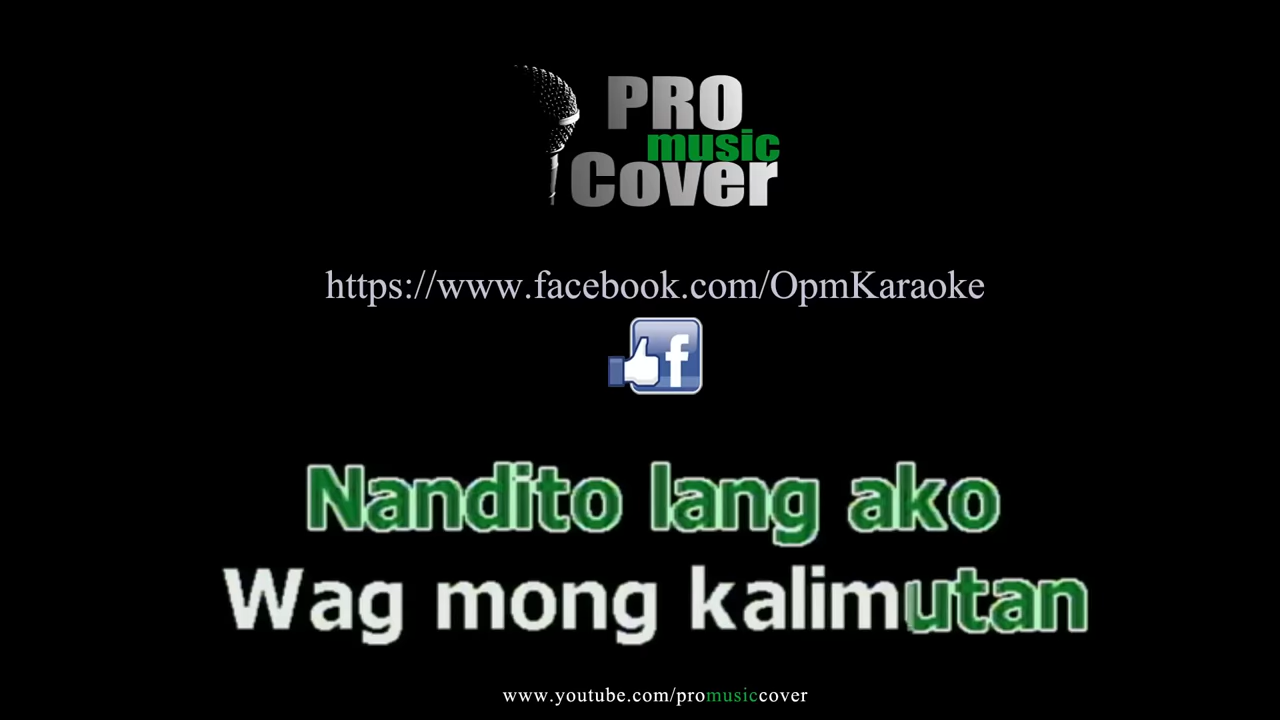 PRO
music
Cover
https://www.facebook.com/OpmKaraoke
f
Nandito lang ako
Wag mong kalimutan
www.youtube.com/promusiccover